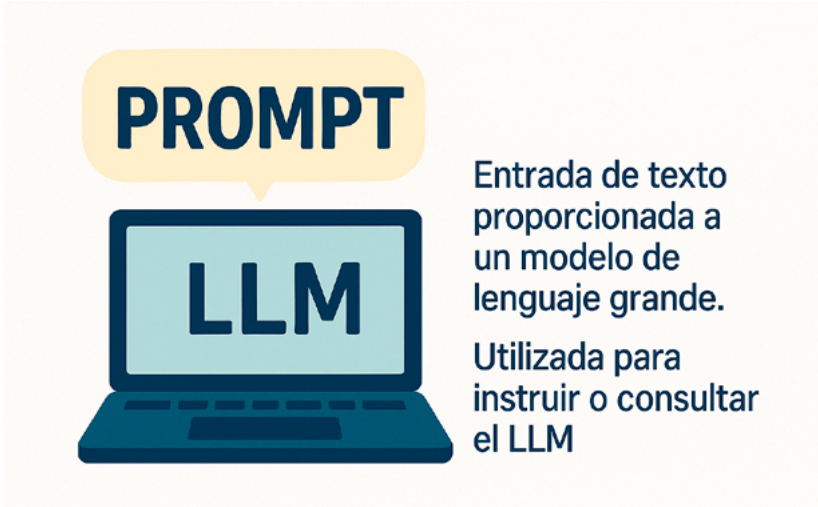 PROMPT
LLM
Entrada de texto
proporcionada a
un modelo de
lenguaje grande.
Utilizada para
instruir o consultar
el LLM